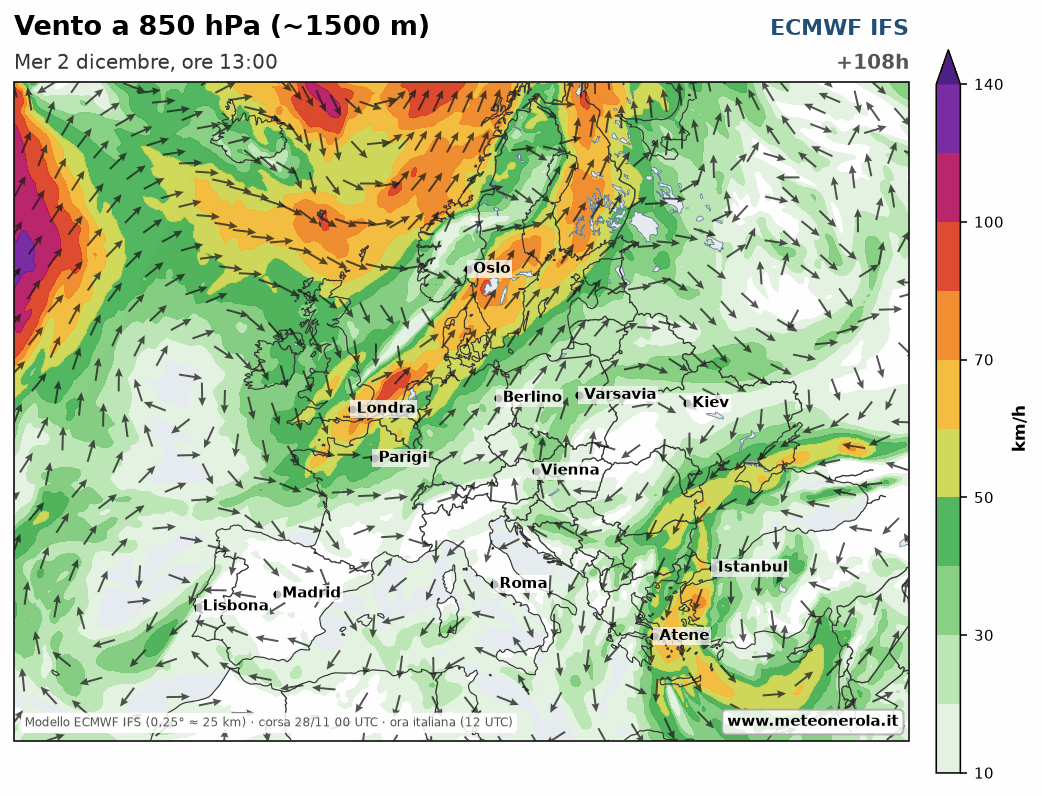 Vento a 850 hPa (~1500 m)
ECMWF IFS
Mer 2 dicembre, ore 13:00
+108h
140
100
70
50
30
10
km/h
Oslo
Londra
Berlino
Varsavia
Kiev
Parigi
Vienna
Istanbul
Roma
Madrid
Lisbona
Atene
Modello ECMWF IFS (0,25° ≈ 25 km) · corsa 28/11 00 UTC · ora italiana (12 UTC)
www.meteonerola.it